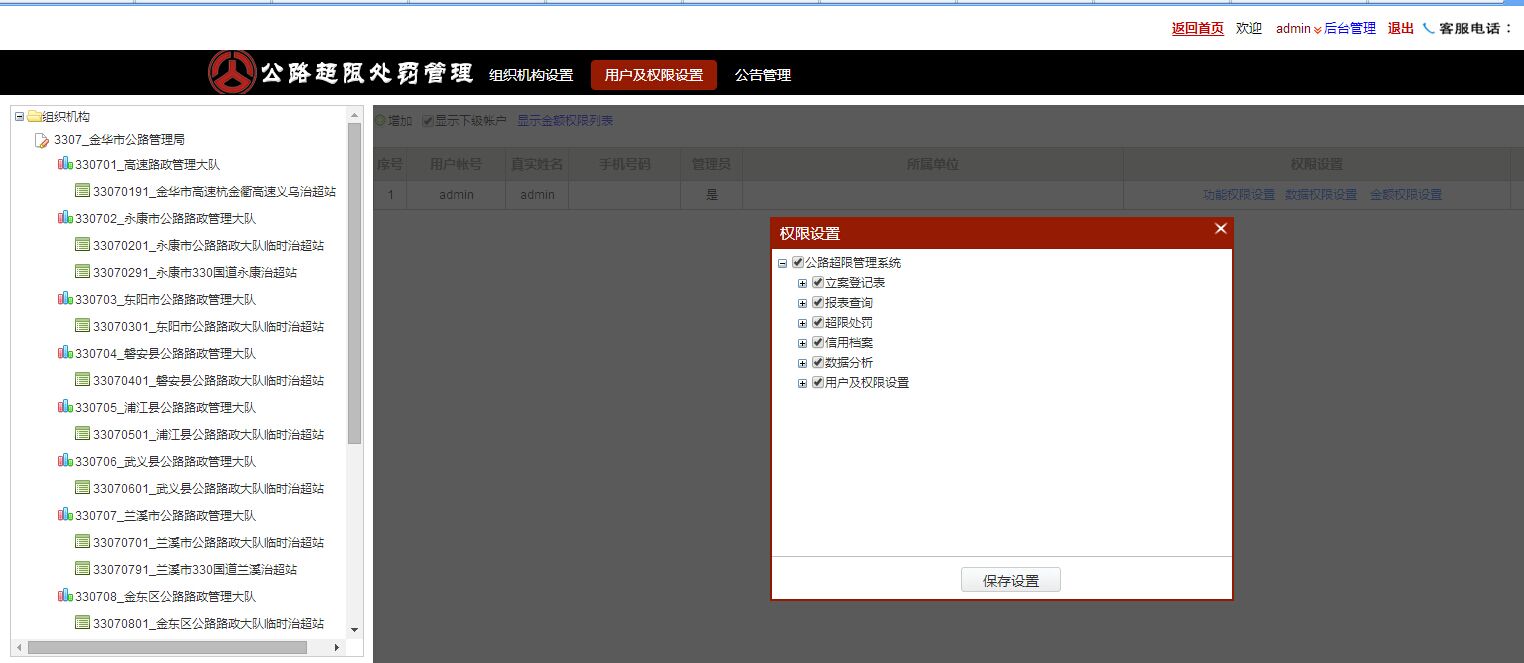 返回首页 欢迎 admin 后台管理 退出 客服电话：
公路超限处罚管理 组织机构设置 用户及权限设置 公告管理
组织机构
3307_金华市公路管理局
330701_高速路政管理大队
33070191_金华市高速杭金衢高速义乌治超站
330702_永康市公路路政管理大队
33070201_永康市公路路政大队临时治超站
33070291_永康市330国道永康治超站
330703_东阳市公路路政管理大队
33070301_东阳市公路路政大队临时治超站
330704_磐安县公路路政管理大队
33070401_磐安县公路路政大队临时治超站
330705_浦江县公路路政管理大队
33070501_浦江县公路路政大队临时治超站
330706_武义县公路路政管理大队
33070601_武义县公路路政大队临时治超站
330707_兰溪市公路路政管理大队
33070701_兰溪市公路路政大队临时治超站
33070791_兰溪市330国道兰溪治超站
330708_金东区公路路政管理大队
33070801_金东区公路路政大队临时治超站
增加 显示下级帐户 显示金额权限列表
序号 用户帐号 真实姓名 手机号码 管理员 所属单位 权限设置
1 admin admin 是 功能权限设置 数据权限设置 金额权限设置
权限设置
公路超限管理系统
立案登记表
报表查询
超限处罚
信用档案
数据分析
用户及权限设置
保存设置